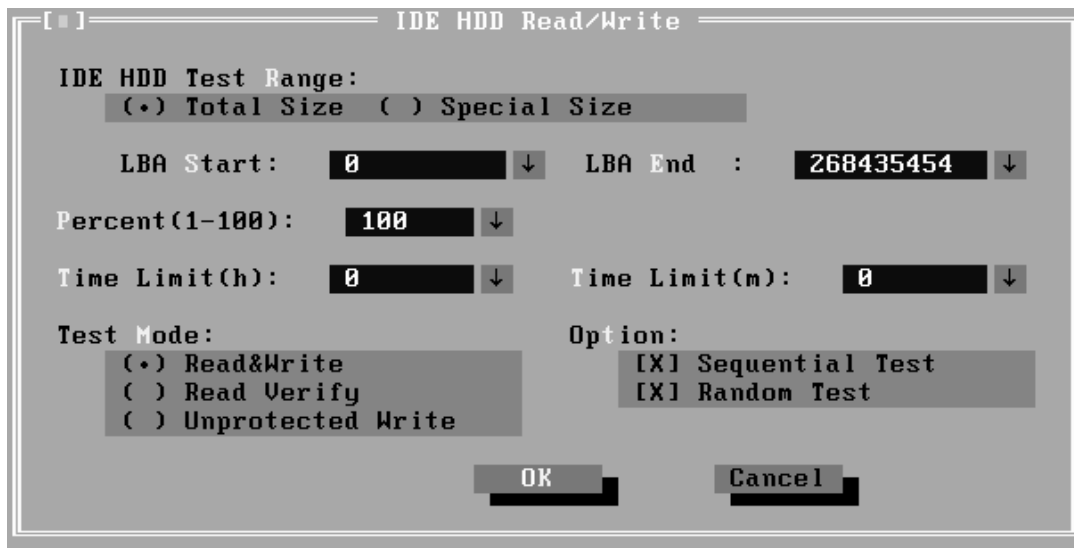 [■] IDE HDD Read/Write
IDE HDD Test Range:
(•) Total Size ( ) Special Size
LBA Start: 0 ↓ LBA End : 268435454 ↓
Percent(1-100): 100 ↓
Time Limit(h): 0 ↓ Time Limit(m): 0 ↓
Test Mode: Option:
(•) Read&Write [X] Sequential Test
( ) Read Verify [X] Random Test
( ) Unprotected Write
OK Cancel